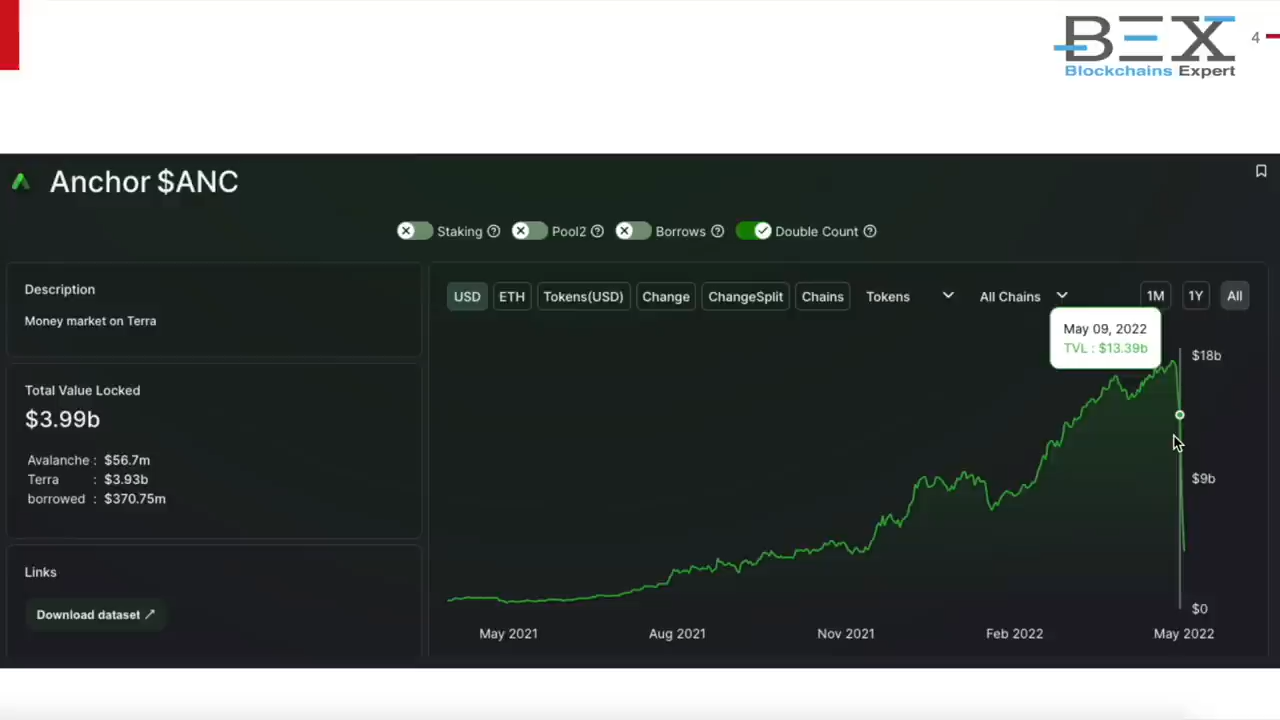 BEX
Blockchains Expert
4
Anchor $ANC
Staking
Pool2
Borrows
Double Count
Description
Money market on Terra
Total Value Locked
$3.99b
Avalanche : $56.7m
Terra : $3.93b
borrowed : $370.75m
Links
Download dataset
USD ETH Tokens(USD) Change ChangeSplit Chains Tokens All Chains 1M 1Y All
May 09, 2022
TVL : $13.39b
$18b
$9b
$0
May 2021 Aug 2021 Nov 2021 Feb 2022 May 2022